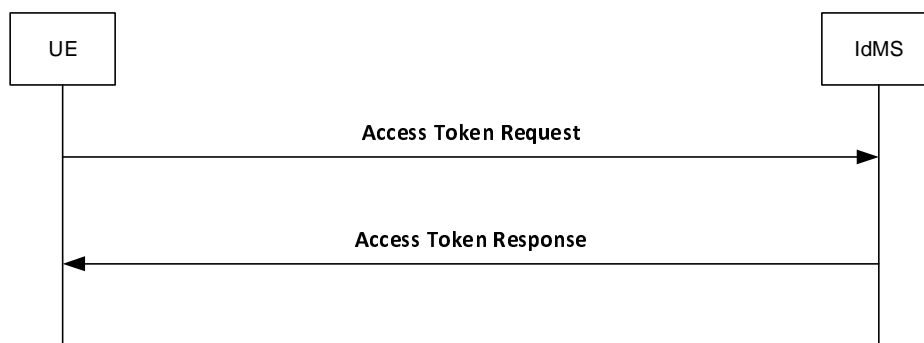 UE
IdMS
Access Token Request
Access Token Response